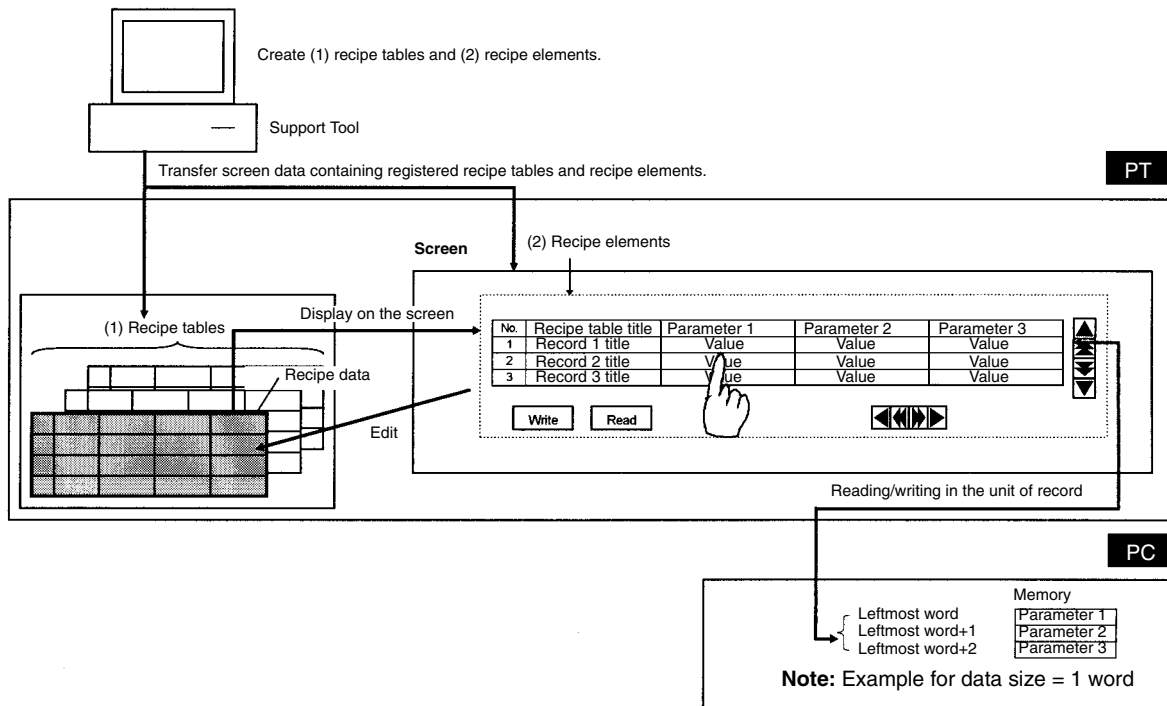 Create (1) recipe tables and (2) recipe elements.
Support Tool
Transfer screen data containing registered recipe tables and recipe elements.
PT
Screen
(2) Recipe elements
(1) Recipe tables
Display on the screen
Recipe data
Edit
No. Recipe table title Parameter 1 Parameter 2 Parameter 3
1 Record 1 title Value Value Value
2 Record 2 title Value Value Value
3 Record 3 title Value Value Value
Write Read
Reading/writing in the unit of record
PC
Memory
Leftmost word Parameter 1
Leftmost word+1 Parameter 2
Leftmost word+2 Parameter 3
Note: Example for data size = 1 word